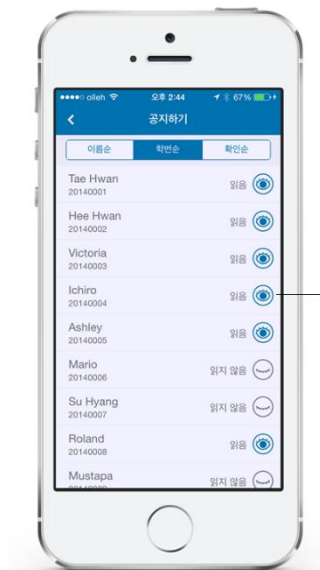 olleh 오후 2:44 67%
공지하기
이름순 학번순 확인순
Tae Hwan
20140001 읽음
Hee Hwan
20140002 읽음
Victoria
20140003 읽음
Ichiro
20140004 읽음
Ashley
20140005 읽음
Mario
20140006 읽지 않음
Su Hyang
20140007 읽지 않음
Roland
20140008 읽음
Mustapa
읽지 않음